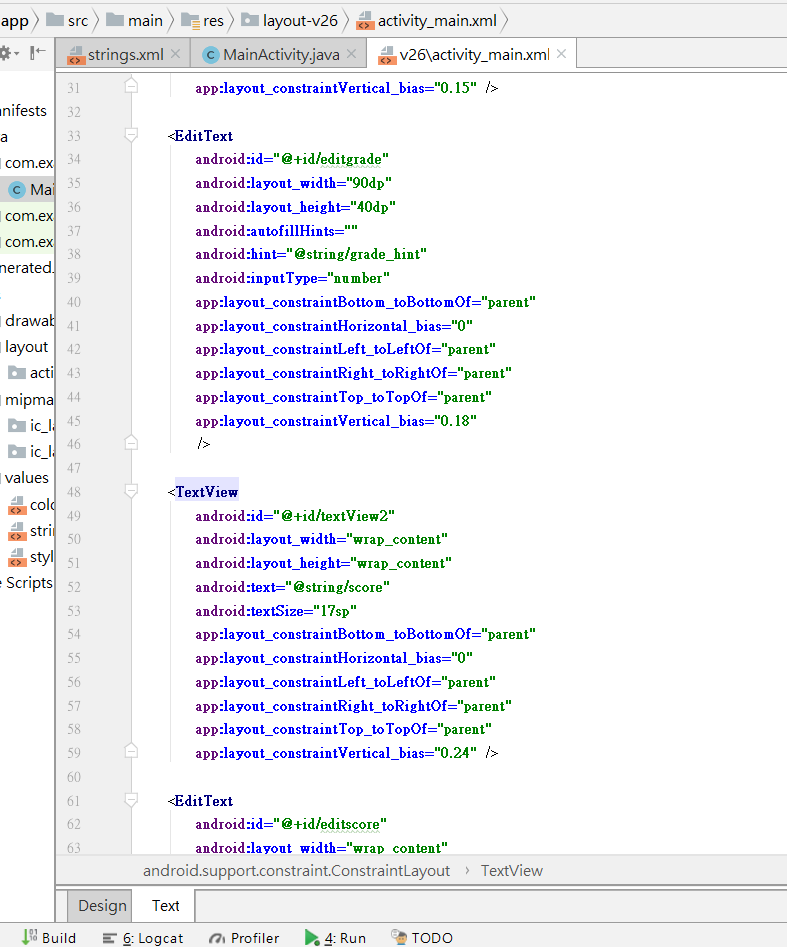 app src main res layout-v26 activity_main.xml
strings.xml MainActivity.java v26\activity_main.xml
31 app:layout_constraintVertical_bias="0.15" />
32
33 <EditText
34 android:id="@+id/editgrade"
35 android:layout_width="90dp"
36 android:layout_height="40dp"
37 android:autofillHints=""
38 android:hint="@string/grade_hint"
39 android:inputType="number"
40 app:layout_constraintBottom_toBottomOf="parent"
41 app:layout_constraintHorizontal_bias="0"
42 app:layout_constraintLeft_toLeftOf="parent"
43 app:layout_constraintRight_toRightOf="parent"
44 app:layout_constraintTop_toTopOf="parent"
45 app:layout_constraintVertical_bias="0.18"
46 />
47
48 <TextView
49 android:id="@+id/textView2"
50 android:layout_width="wrap_content"
51 android:layout_height="wrap_content"
52 android:text="@string/score"
53 android:textSize="17sp"
54 app:layout_constraintBottom_toBottomOf="parent"
55 app:layout_constraintHorizontal_bias="0"
56 app:layout_constraintLeft_toLeftOf="parent"
57 app:layout_constraintRight_toRightOf="parent"
58 app:layout_constraintTop_toTopOf="parent"
59 app:layout_constraintVertical_bias="0.24" />
60
61 <EditText
62 android:id="@+id/editscore"
63 android:layout_width="wrap_content"
anifests
a
com.ex
C Mai
com.ex
com.ex
nerated.
drawab
layout
acti
mipma
ic_la
ic_la
values
colo
stri
styl
e Scripts
android.support.constraint.ConstraintLayout › TextView
Design Text
Build 6: Logcat Profiler 4: Run TODO